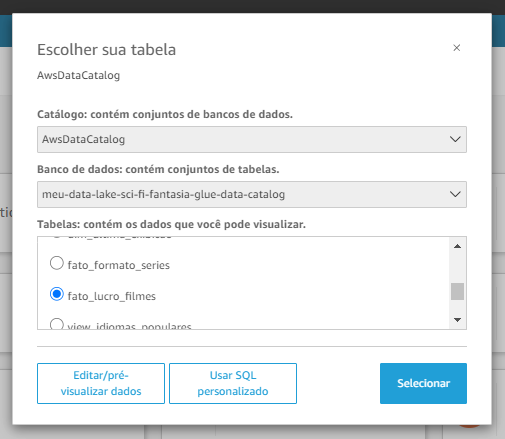 Escolher sua tabela
×
AwsDataCatalog
Catálogo: contém conjuntos de bancos de dados.
AwsDataCatalog
Banco de dados: contém conjuntos de tabelas.
meu-data-lake-sci-fi-fantasia-glue-data-catalog
Tabelas: contém os dados que você pode visualizar.
fato_formato_series
fato_lucro_filmes
view_idiomas_populares
Editar/pré-
visualizar dados
Usar SQL
personalizado
Selecionar